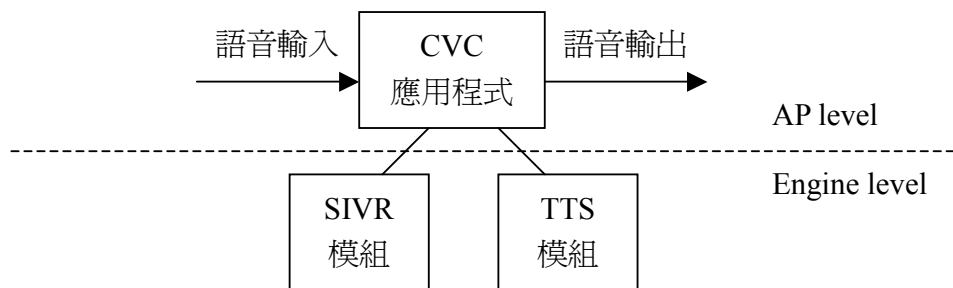 語音輸入
CVC
應用程式
語音輸出
AP level
Engine level
SIVR
模組
TTS
模組